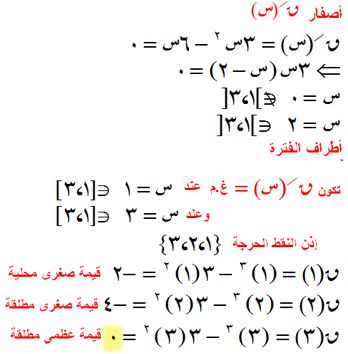 أصفار قَ(س)
قَ(س) = ٣س٢ − ٦س = ٠
⇐ ٣س(س − ٢) = ٠
س = ٠ ∉ ]٣،١[
س = ٢ ∈ ]٣،١[
أطراف الفترة
تكون قَ(س) = غ.م عند س = ١ ∈ [٣،١]
وعند س = ٣ ∈ [٣،١]
إذن النقط الحرجة {٣،٢،١}
ق(١) = (١)٣ − ٣(١)٢ = −٢ قيمة صغرى محلية
ق(٢) = (٢)٣ − ٣(٢)٢ = −٤ قيمة صغرى مطلقة
ق(٣) = (٣)٣ − ٣(٣)٢ = ٠ قيمة عظمى مطلقة